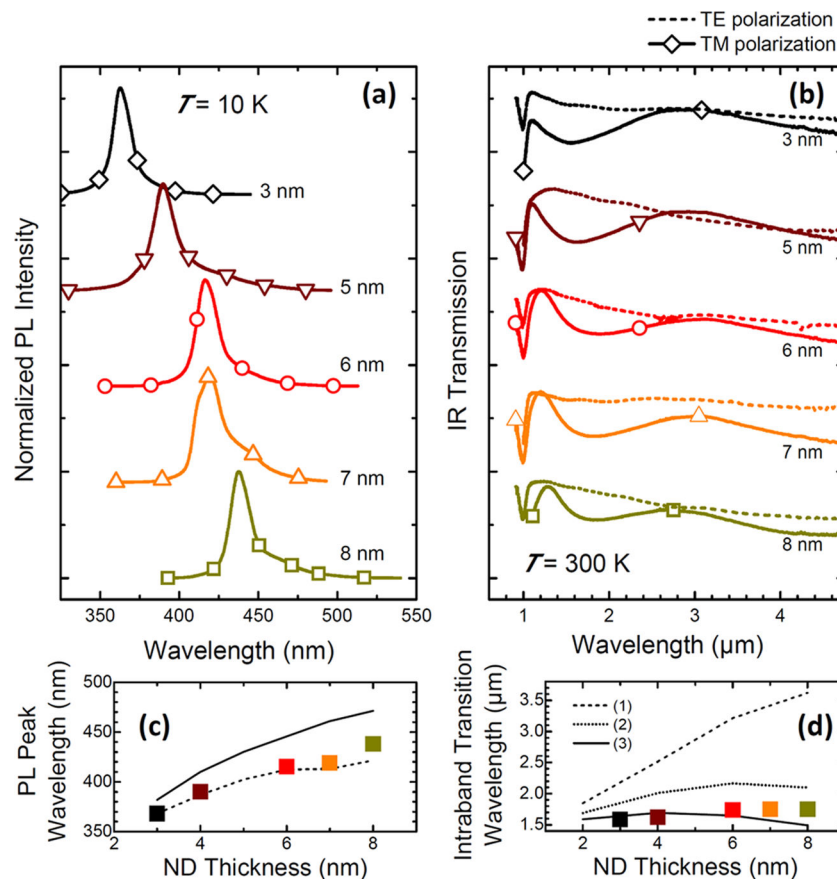 TE polarization
TM polarization
(a)
T = 10 K
3 nm
5 nm
6 nm
7 nm
8 nm
Normalized PL Intensity
350 400 450 500 550
Wavelength (nm)
(b)
3 nm
5 nm
6 nm
7 nm
8 nm
T = 300 K
IR Transmission
1 2 3 4
Wavelength (µm)
(c)
PL Peak
Wavelength (nm)
500
450
400
350
2 4 6 8
ND Thickness (nm)
(d)
(1)
(2)
(3)
Intraband Transition
Wavelength (µm)
3.5
3.0
2.5
2.0
1.5
2 4 6 8
ND Thickness (nm)